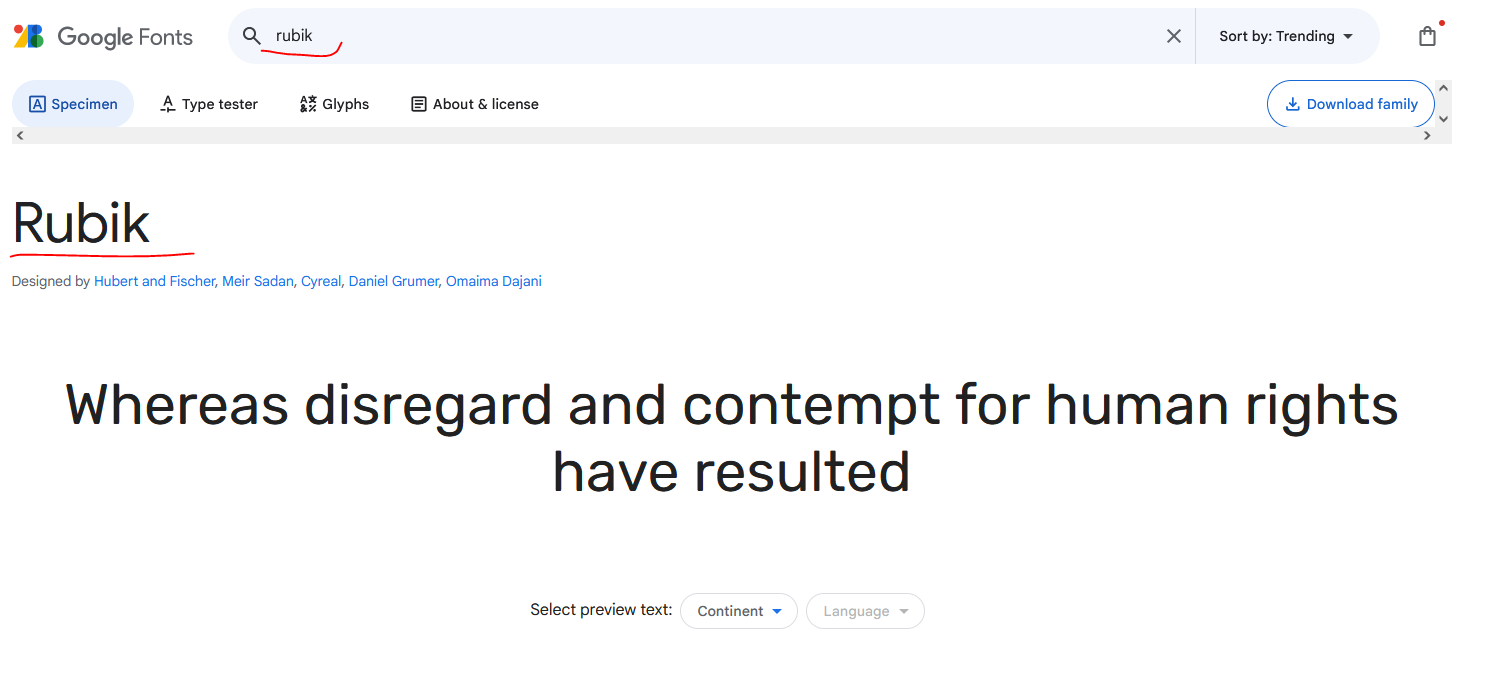 Google Fonts
rubik
Sort by: Trending
Specimen
Type tester
Glyphs
About & license
Download family
Rubik
Designed by Hubert and Fischer, Meir Sadan, Cyreal, Daniel Grumer, Omaima Dajani
Whereas disregard and contempt for human rights
have resulted
Select preview text: Continent Language